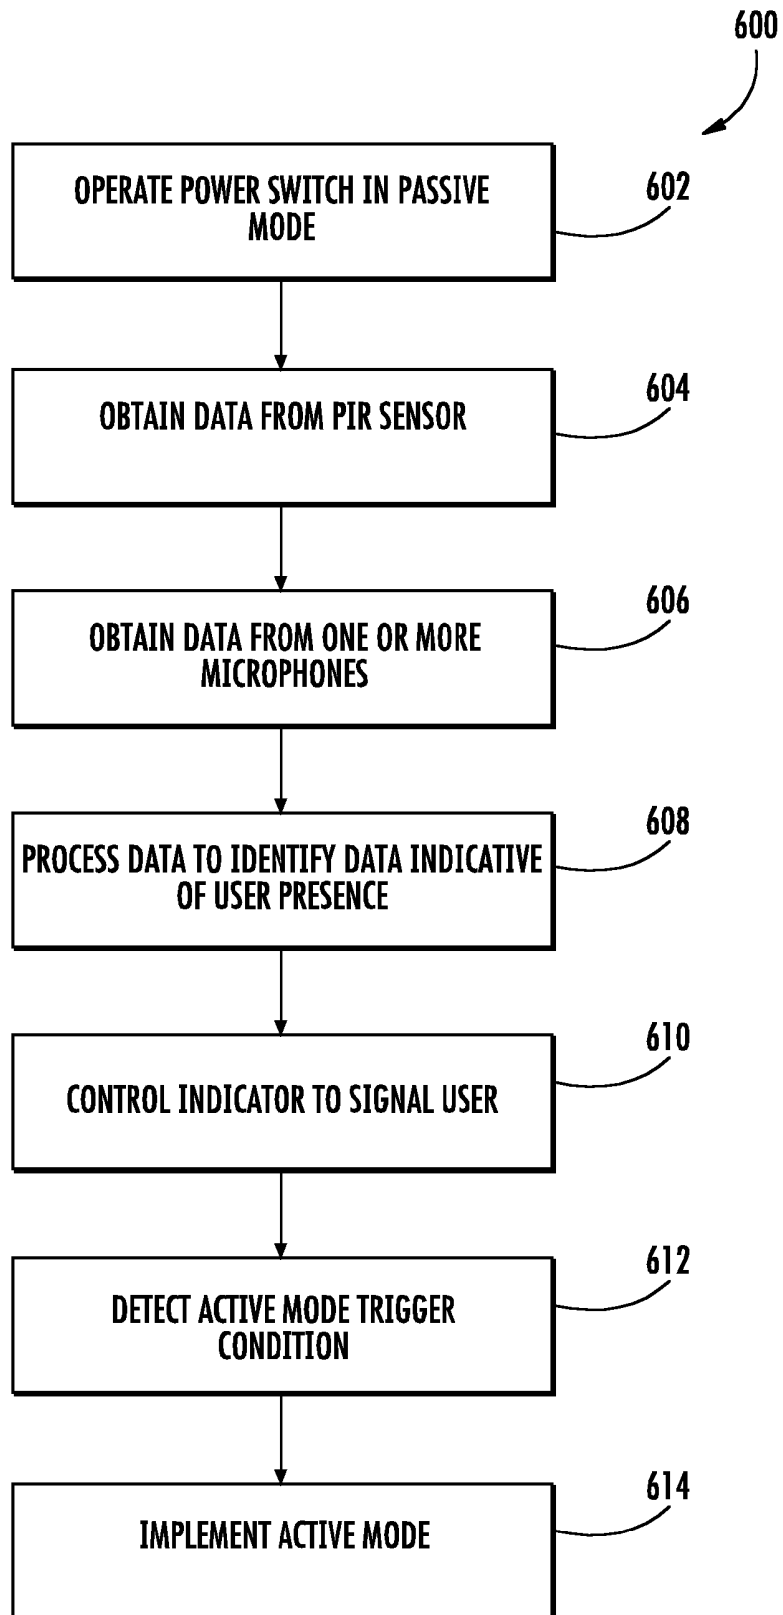 600
OPERATE POWER SWITCH IN PASSIVE
MODE
602
OBTAIN DATA FROM PIR SENSOR
604
OBTAIN DATA FROM ONE OR MORE
MICROPHONES
606
PROCESS DATA TO IDENTIFY DATA INDICATIVE
OF USER PRESENCE
608
CONTROL INDICATOR TO SIGNAL USER
610
DETECT ACTIVE MODE TRIGGER
CONDITION
612
IMPLEMENT ACTIVE MODE
614